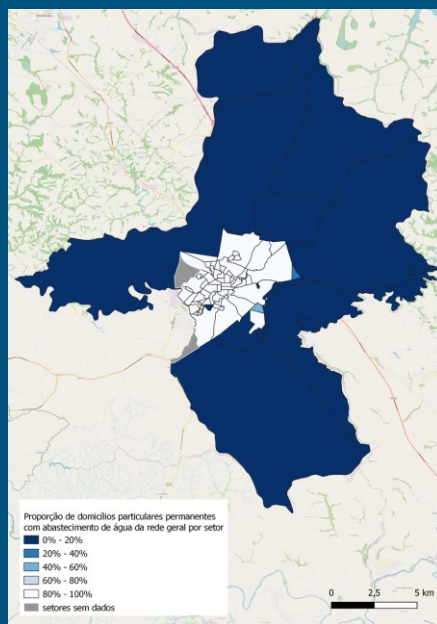 Proporção de domicílios particulares permanentes
com abastecimento de água da rede geral por setor
0% - 20%
20% - 40%
40% - 60%
60% - 80%
80% - 100%
setores sem dados
0 2,5 5 km